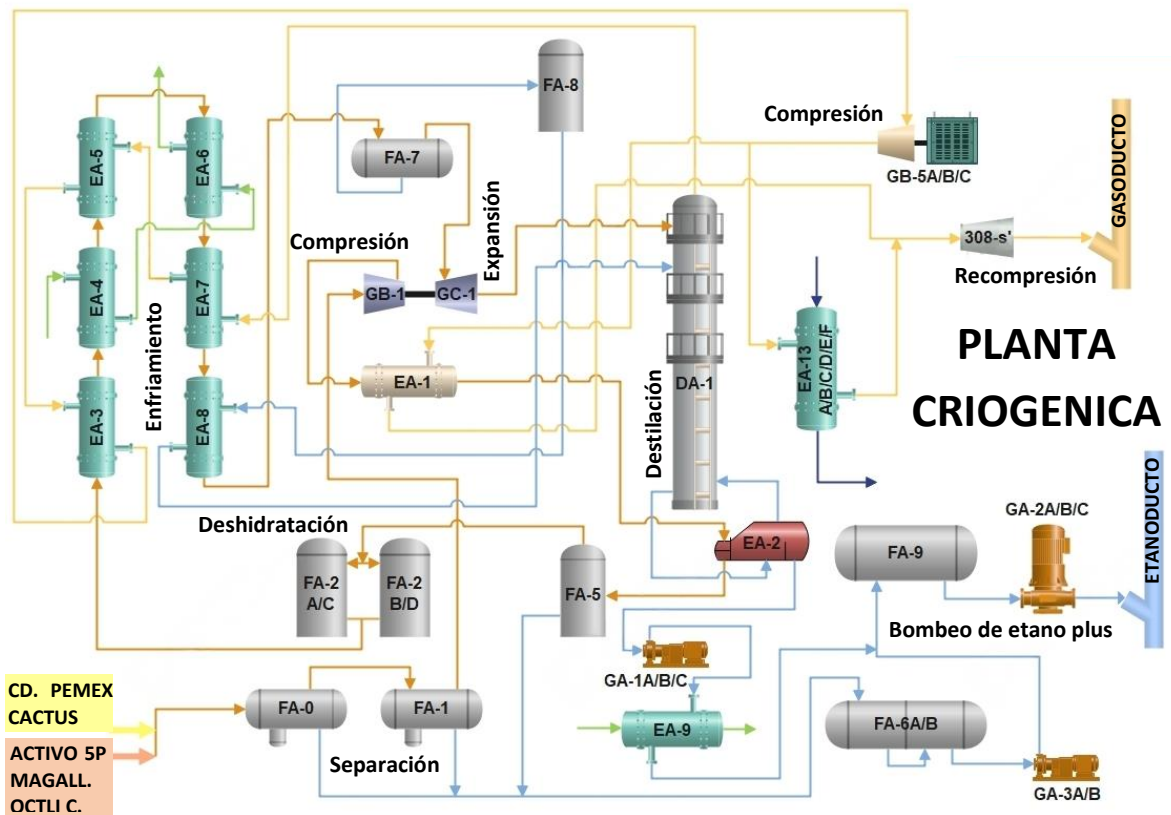 FA-8
Compresión
GB-5A/B/C
GASODUCTO
EA-5
EA-6
FA-7
Compresión
Expansión
GB-1
GC-1
308-s'
Recompresión
EA-4
EA-7
Enfriamiento
EA-1
DA-1
Destilación
EA-13
A/B/C/D/E/F
PLANTA
CRIOGENICA
EA-3
EA-8
Deshidratación
FA-2
A/C
FA-2
B/D
FA-5
EA-2
FA-9
GA-2A/B/C
ETANODUCTO
Bombeo de etano plus
GA-1A/B/C
CD. PEMEX
CACTUS
ACTIVO 5P
MAGALL.
OCTLI C.
FA-0
FA-1
Separación
EA-9
FA-6A/B
GA-3A/B